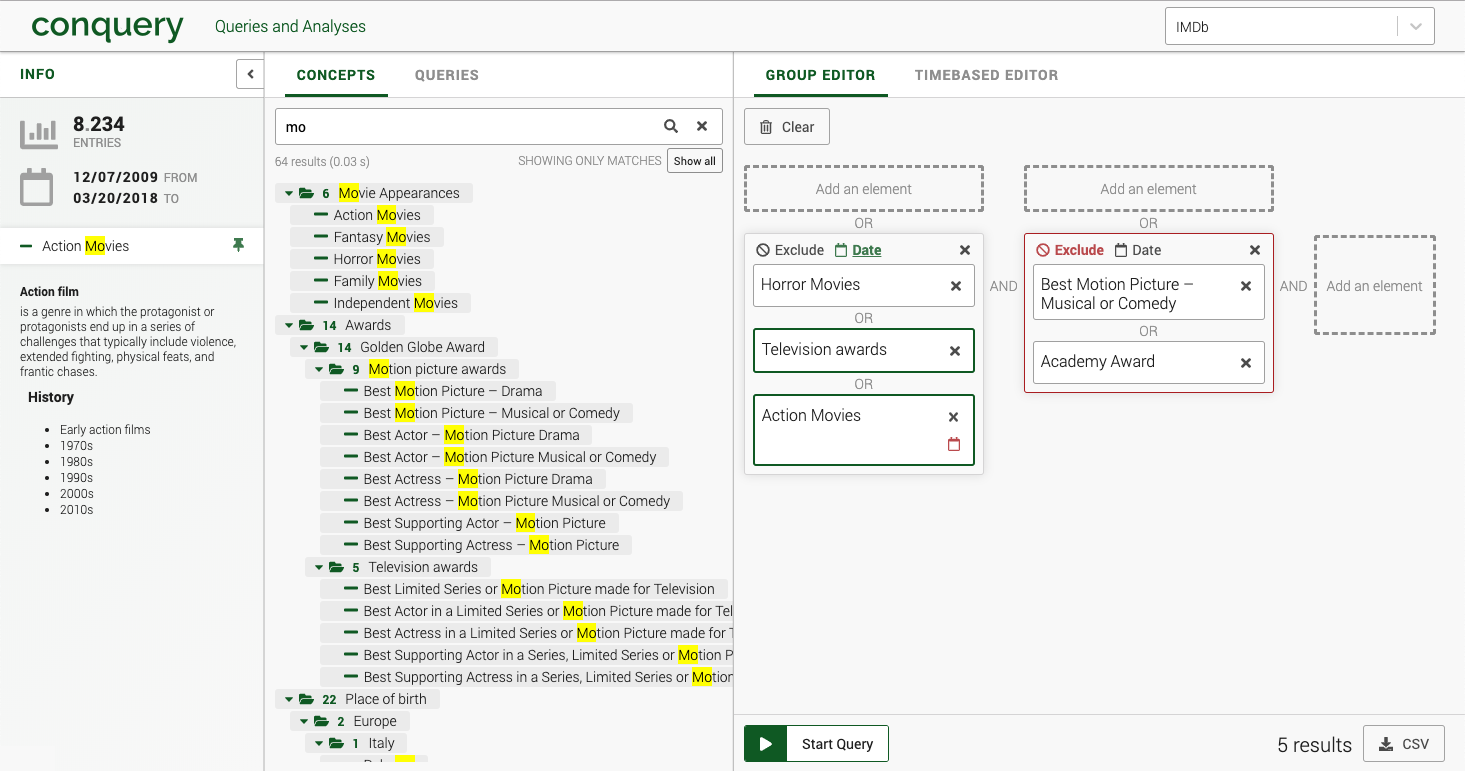 conquery
Queries and Analyses
IMDb
INFO
8.234
ENTRIES
12/07/2009 FROM
03/20/2018 TO
Action Movies
Action film
is a genre in which the protagonist or
protagonists end up in a series of
challenges that typically include violence,
extended fighting, physical feats, and
frantic chases.
History
Early action films
1970s
1980s
1990s
2000s
2010s
CONCEPTS
QUERIES
mo
64 results (0.03 s)
SHOWING ONLY MATCHES
Show all
6 Movie Appearances
Action Movies
Fantasy Movies
Horror Movies
Family Movies
Independent Movies
14 Awards
14 Golden Globe Award
9 Motion picture awards
Best Motion Picture – Drama
Best Motion Picture – Musical or Comedy
Best Actor – Motion Picture Drama
Best Actor – Motion Picture Musical or Comedy
Best Actress – Motion Picture Drama
Best Actress – Motion Picture Musical or Comedy
Best Supporting Actor – Motion Picture
Best Supporting Actress – Motion Picture
5 Television awards
Best Limited Series or Motion Picture made for Television
Best Actor in a Limited Series or Motion Picture made for Tel
Best Actress in a Limited Series or Motion Picture made for T
Best Supporting Actor in a Series, Limited Series or Motion P
Best Supporting Actress in a Series, Limited Series or Motion
22 Place of birth
2 Europe
1 Italy
GROUP EDITOR
TIMEBASED EDITOR
Clear
Add an element
OR
Exclude Date
Horror Movies
OR
Television awards
OR
Action Movies
AND
Add an element
OR
Exclude Date
Best Motion Picture –
Musical or Comedy
OR
Academy Award
AND
Add an element
Start Query
5 results
CSV